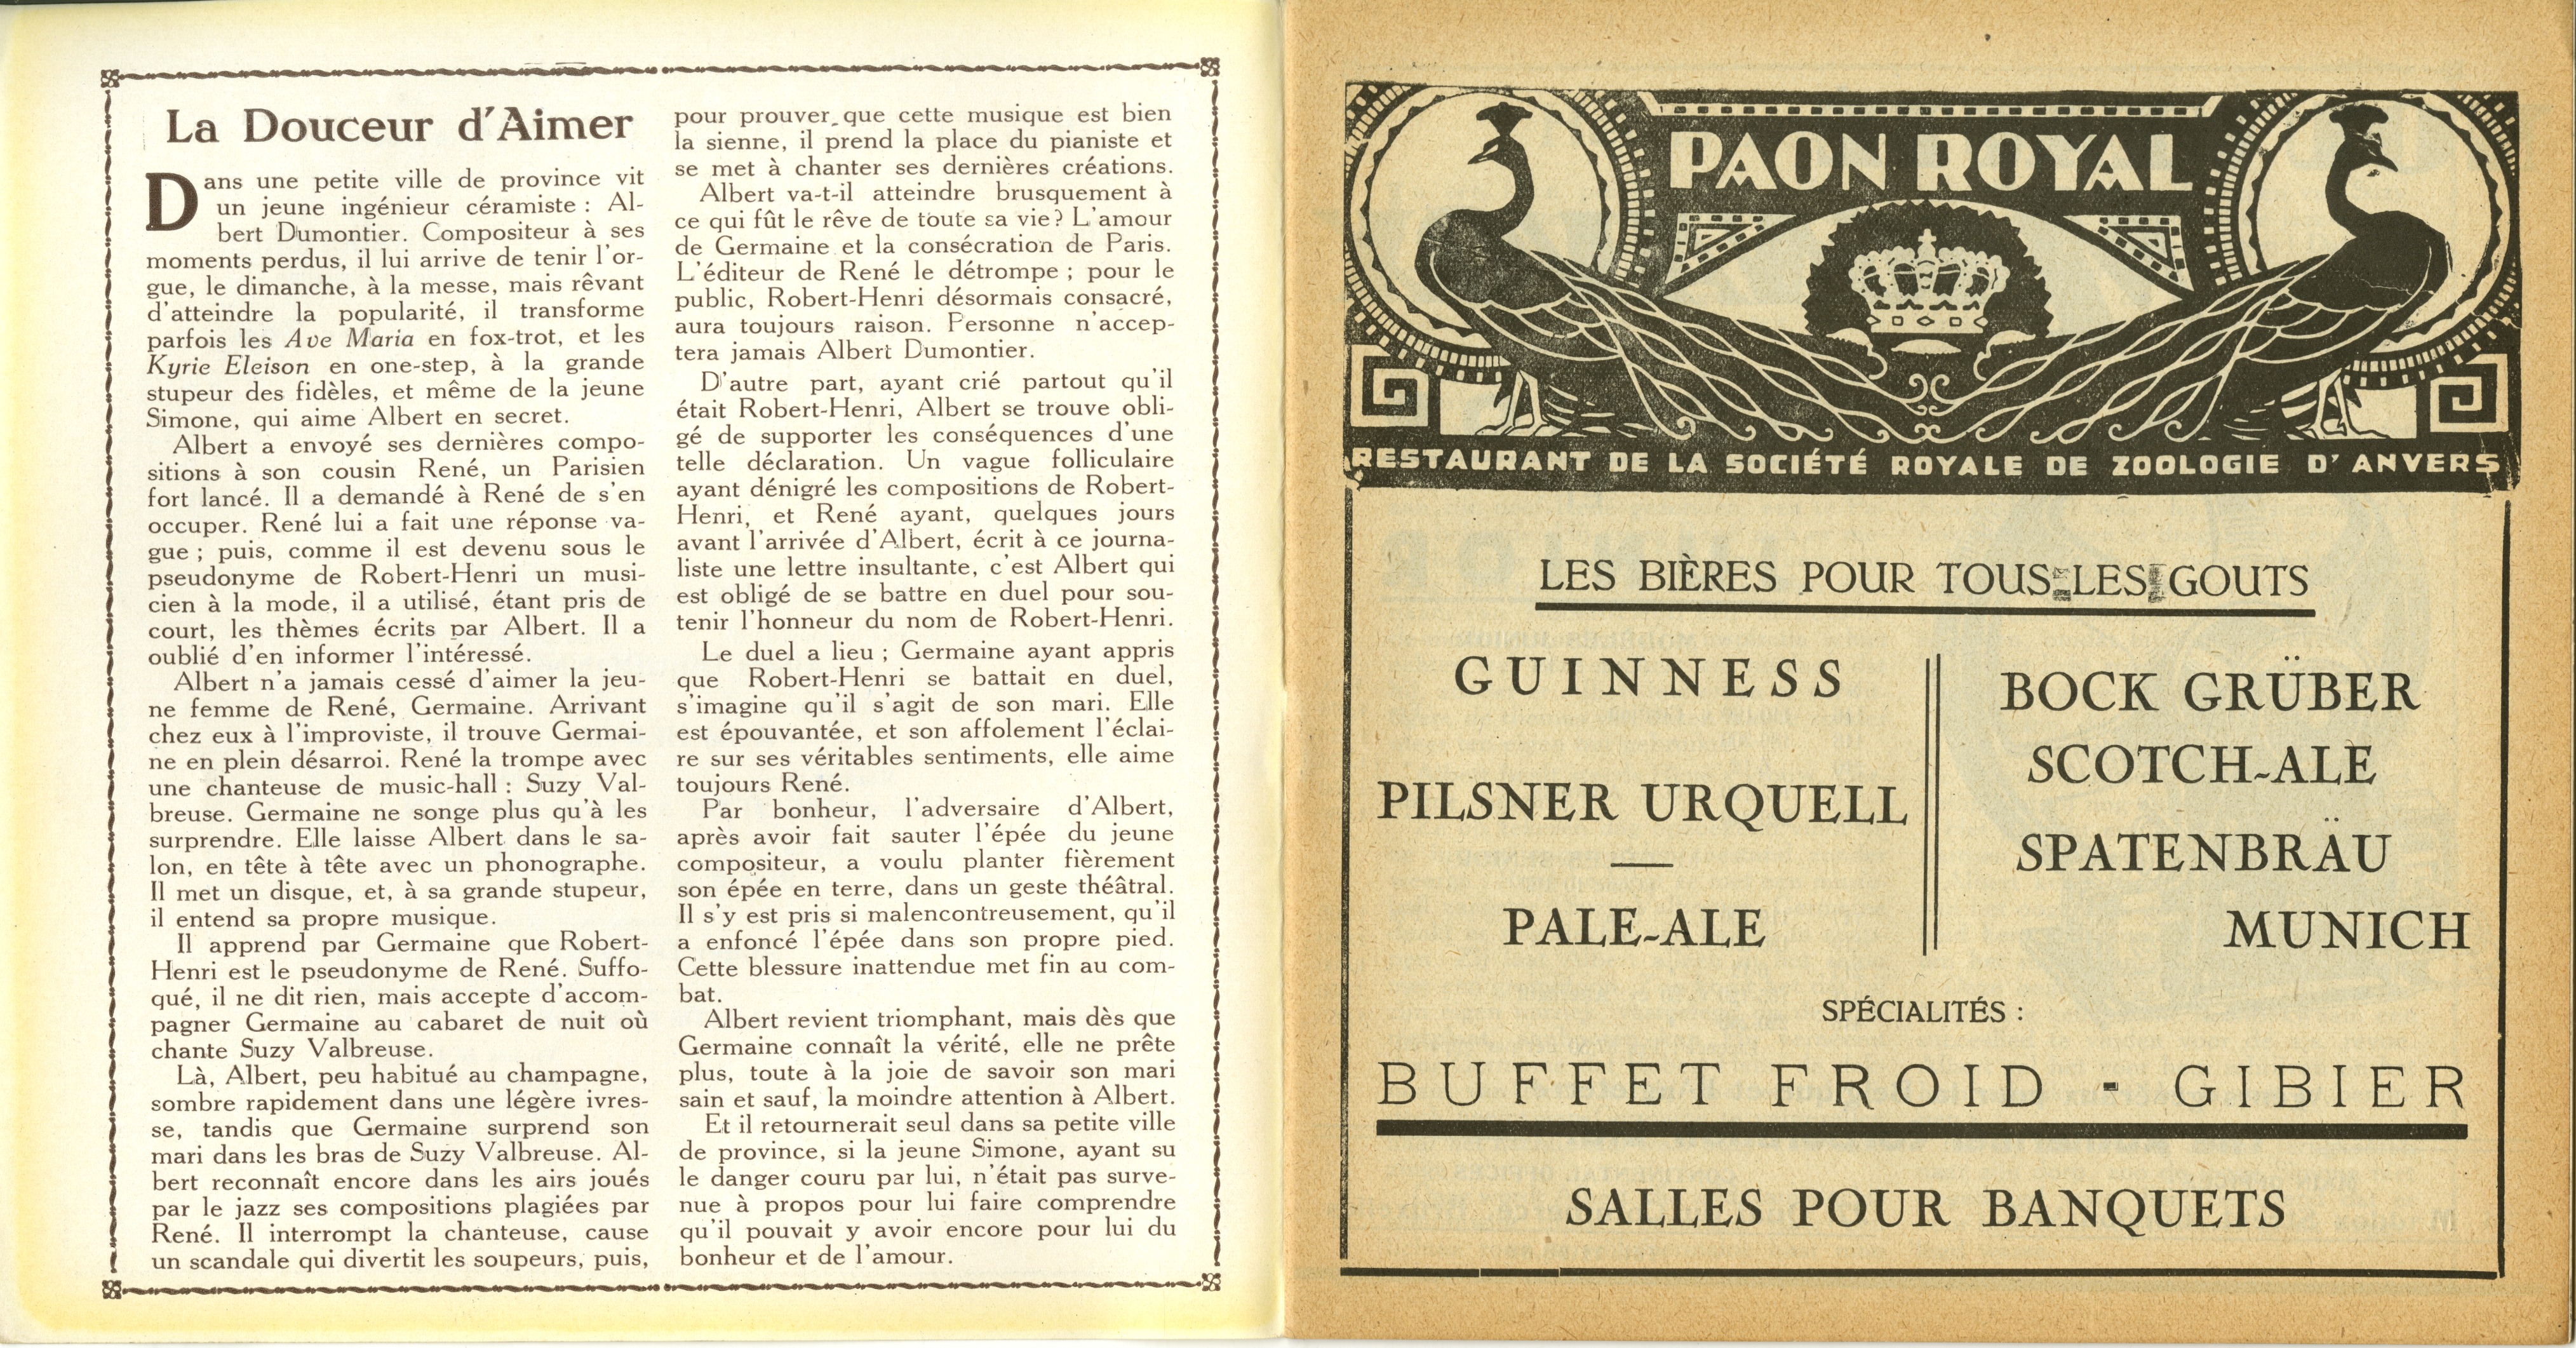 La Douceur d'Aimer
Dans une petite ville de province vit
un jeune ingénieur céramiste : Al-
bert Dumontier. Compositeur à ses
moments perdus, il lui arrive de tenir l'or-
gue, le dimanche, à la messe, mais rêvant
d'atteindre la popularité, il transforme
parfois les Ave Maria en fox-trot, et les
Kyrie Eleison en one-step, à la grande
stupeur des fidèles, et même de la jeune
Simone, qui aime Albert en secret.
Albert a envoyé ses dernières compo-
sitions à son cousin René, un Parisien
fort lancé. Il a demandé à René de s'en
occuper. René lui a fait une réponse va-
gue ; puis, comme il est devenu sous le
pseudonyme de Robert-Henri un musi-
cien à la mode, il a utilisé, étant pris de
court, les thèmes écrits par Albert. Il a
oublié d'en informer l'intéressé.
Albert n'a jamais cessé d'aimer la jeu-
ne femme de René, Germaine. Arrivant
chez eux à l'improviste, il trouve Germai-
ne en plein désarroi. René la trompe avec
une chanteuse de music-hall : Suzy Val-
breuse. Germaine ne songe plus qu'à les
surprendre. Elle laisse Albert dans le sa-
lon, en tête à tête avec un phonographe.
Il met un disque, et, à sa grande stupeur,
il entend sa propre musique.
Il apprend par Germaine que Robert-
Henri est le pseudonyme de René. Suffo-
qué, il ne dit rien, mais accepte d'accom-
pagner Germaine au cabaret de nuit où
chante Suzy Valbreuse.
Là, Albert, peu habitué au champagne,
sombre rapidement dans une légère ivres-
se, tandis que Germaine surprend son
mari dans les bras de Suzy Valbreuse. Al-
bert reconnaît encore dans les airs joués
par le jazz ses compositions plagiées par
René. Il interrompt la chanteuse, cause
un scandale qui divertit les soupeurs, puis,
pour prouver que cette musique est bien
la sienne, il prend la place du pianiste et
se met à chanter ses dernières créations.
Albert va-t-il atteindre brusquement à
ce qui fût le rêve de toute sa vie? L'amour
de Germaine et la consécration de Paris.
L'éditeur de René le détrompe ; pour le
public, Robert-Henri désormais consacré,
aura toujours raison. Personne n'accep-
tera jamais Albert Dumontier.
D'autre part, ayant crié partout qu'il
était Robert-Henri, Albert se trouve obli-
gé de supporter les conséquences d'une
telle déclaration. Un vague folliculaire
ayant dénigré les compositions de Robert-
Henri, et René ayant, quelques jours
avant l'arrivée d'Albert, écrit à ce journa-
liste une lettre insultante, c'est Albert qui
est obligé de se battre en duel pour sou-
tenir l'honneur du nom de Robert-Henri.
Le duel a lieu ; Germaine ayant appris
que Robert-Henri se battait en duel,
s'imagine qu'il s'agit de son mari. Elle
est épouvantée, et son affolement l'éclai-
re sur ses véritables sentiments, elle aime
toujours René.
Par bonheur, l'adversaire d'Albert,
après avoir fait sauter l'épée du jeune
compositeur, a voulu planter fièrement
son épée en terre, dans un geste théâtral.
Il s'y est pris si malencontreusement, qu'il
a enfoncé l'épée dans son propre pied.
Cette blessure inattendue met fin au com-
bat.
Albert revient triomphant, mais dès que
Germaine connaît la vérité, elle ne prête
plus, toute à la joie de savoir son mari
sain et sauf, la moindre attention à Albert.
Et il retournerait seul dans sa petite ville
de province, si la jeune Simone, ayant su
le danger couru par lui, n'était pas surve-
nue à propos pour lui faire comprendre
qu'il pouvait y avoir encore pour lui du
bonheur et de l'amour.
PAON ROYAL
RESTAURANT DE LA SOCIÉTÉ ROYALE DE ZOOLOGIE D'ANVERS
LES BIÈRES POUR TOUS LES GOUTS
GUINNESS
PILSNER URQUELL
PALE-ALE
BOCK GRÜBER
SCOTCH-ALE
SPATENBRÄU
MUNICH
SPÉCIALITÉS :
BUFFET FROID - GIBIER
SALLES POUR BANQUETS